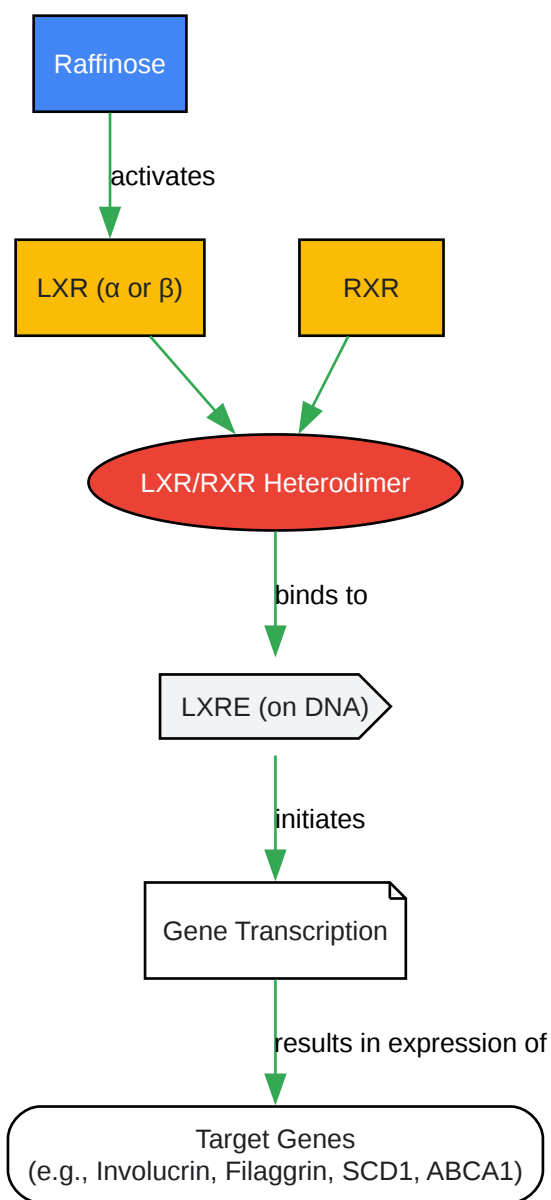 Raffinose
activates
LXR (α or β)
RXR
LXR/RXR Heterodimer
binds to
LXRE (on DNA)
initiates
Gene Transcription
results in expression of
Target Genes
(e.g., Involucrin, Filaggrin, SCD1, ABCA1)